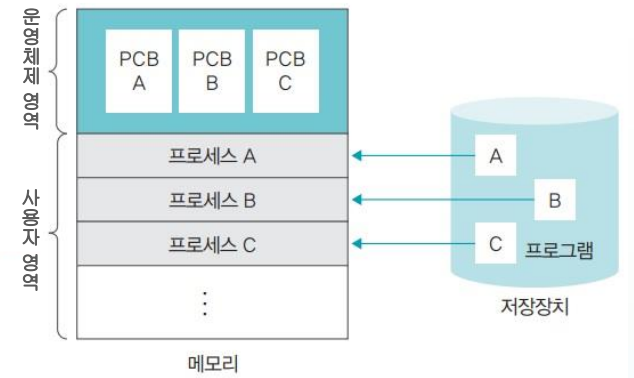 운영체제 영역
PCB
A
PCB
B
PCB
C
사용자 영역
프로세스 A
프로세스 B
프로세스 C
⋮
메모리
A
B
C
프로그램
저장장치